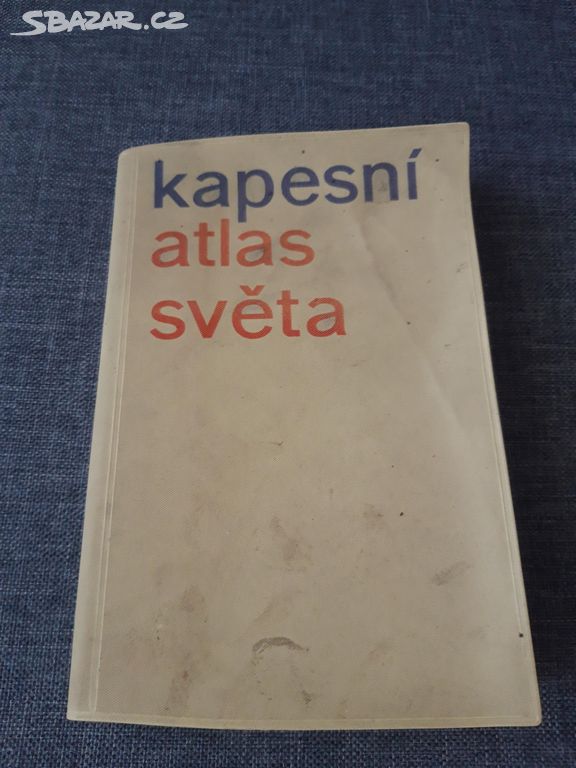 SBAZAR.CZ
kapesní
atlas
světa